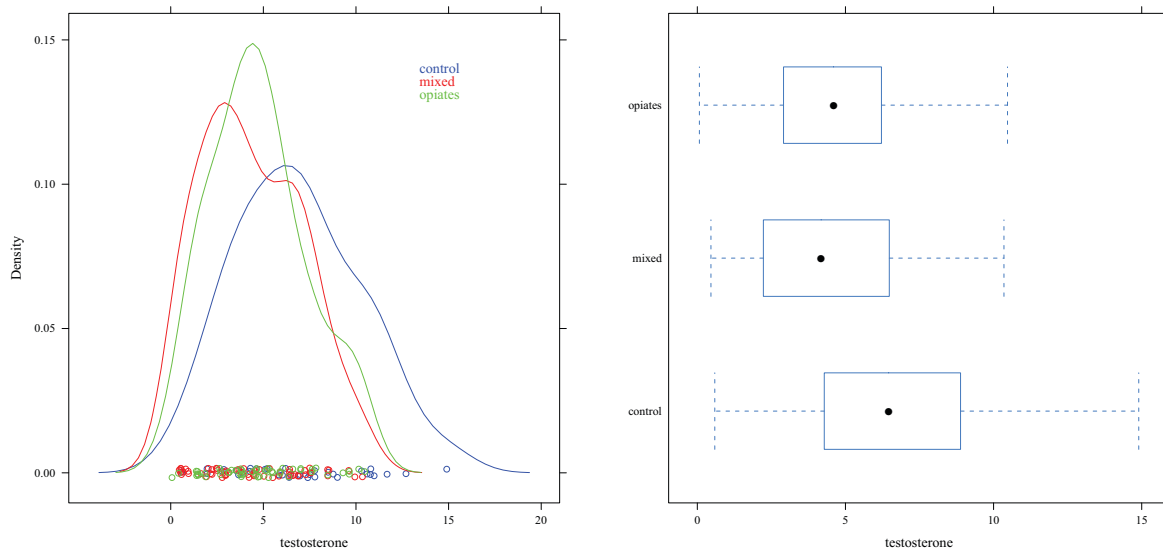 0.15
0.10
0.05
0.00
Density
control
mixed
opiates
0 5 10 15 20
testosterone
opiates
mixed
control
0 5 10 15
testosterone